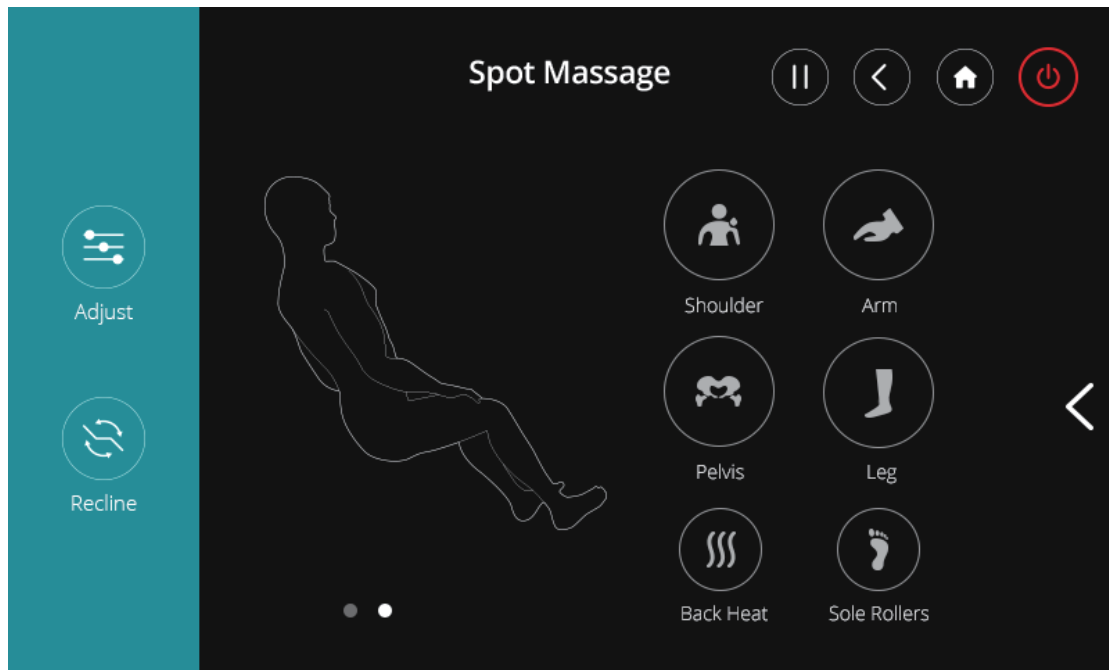 Spot Massage
Adjust
Recline
Shoulder
Arm
Pelvis
Leg
Back Heat
Sole Rollers